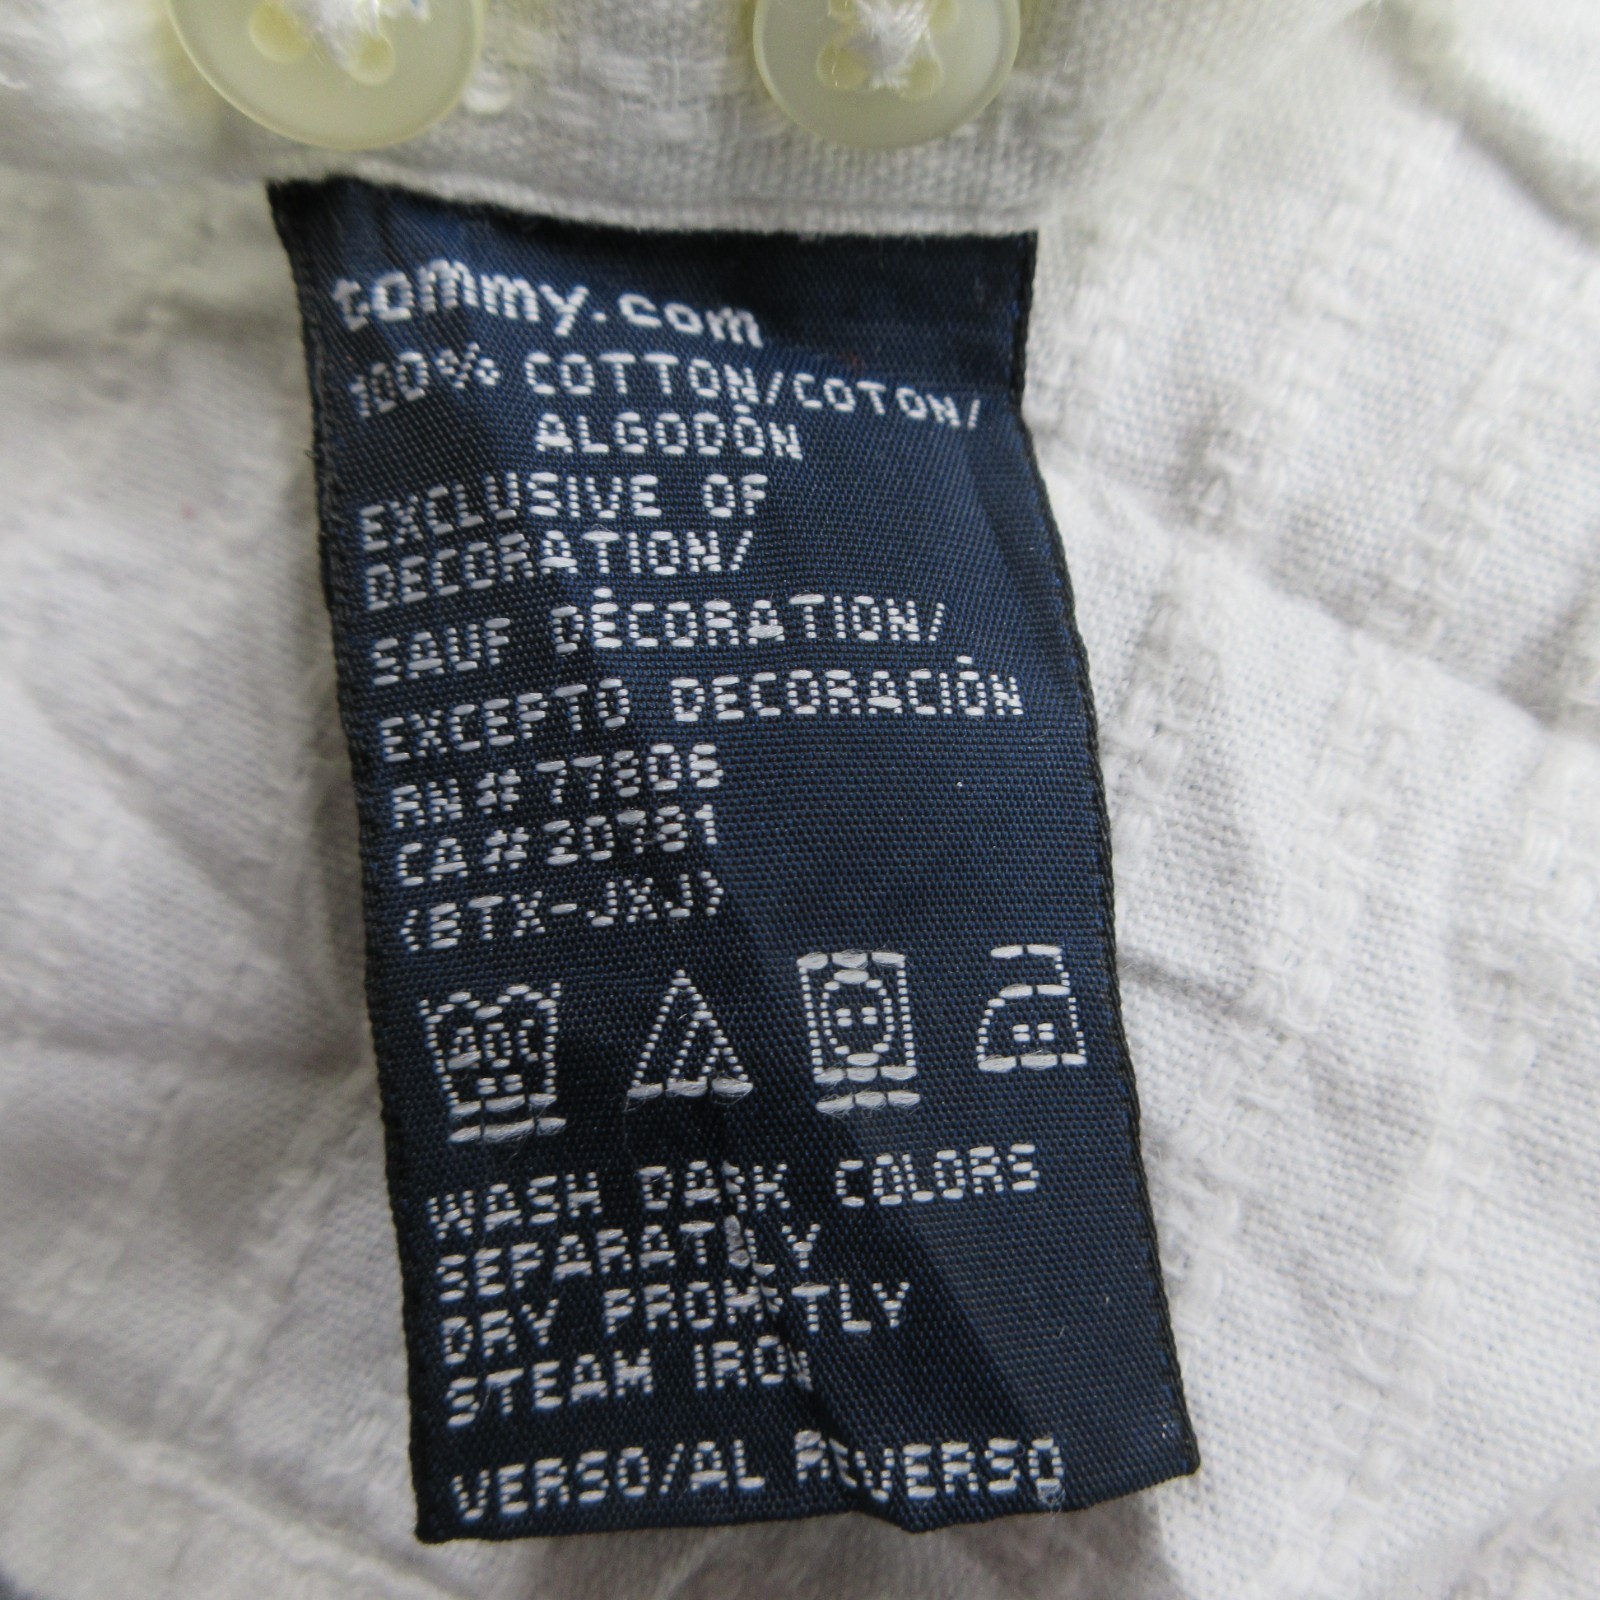 tommy.com
100% COTTON/COTON/
ALGODÓN
EXCLUSIVE OF
DECORATION/
SAUF DÉCORATION/
EXCEPTO DECORACIÓN
RN#77806
CA#20781
(BTX-JXJ)
40C
WASH DARK COLORS
SEPARATLY
DRY PROMPTLY
STEAM IRON
VERSO/AL REVERSO